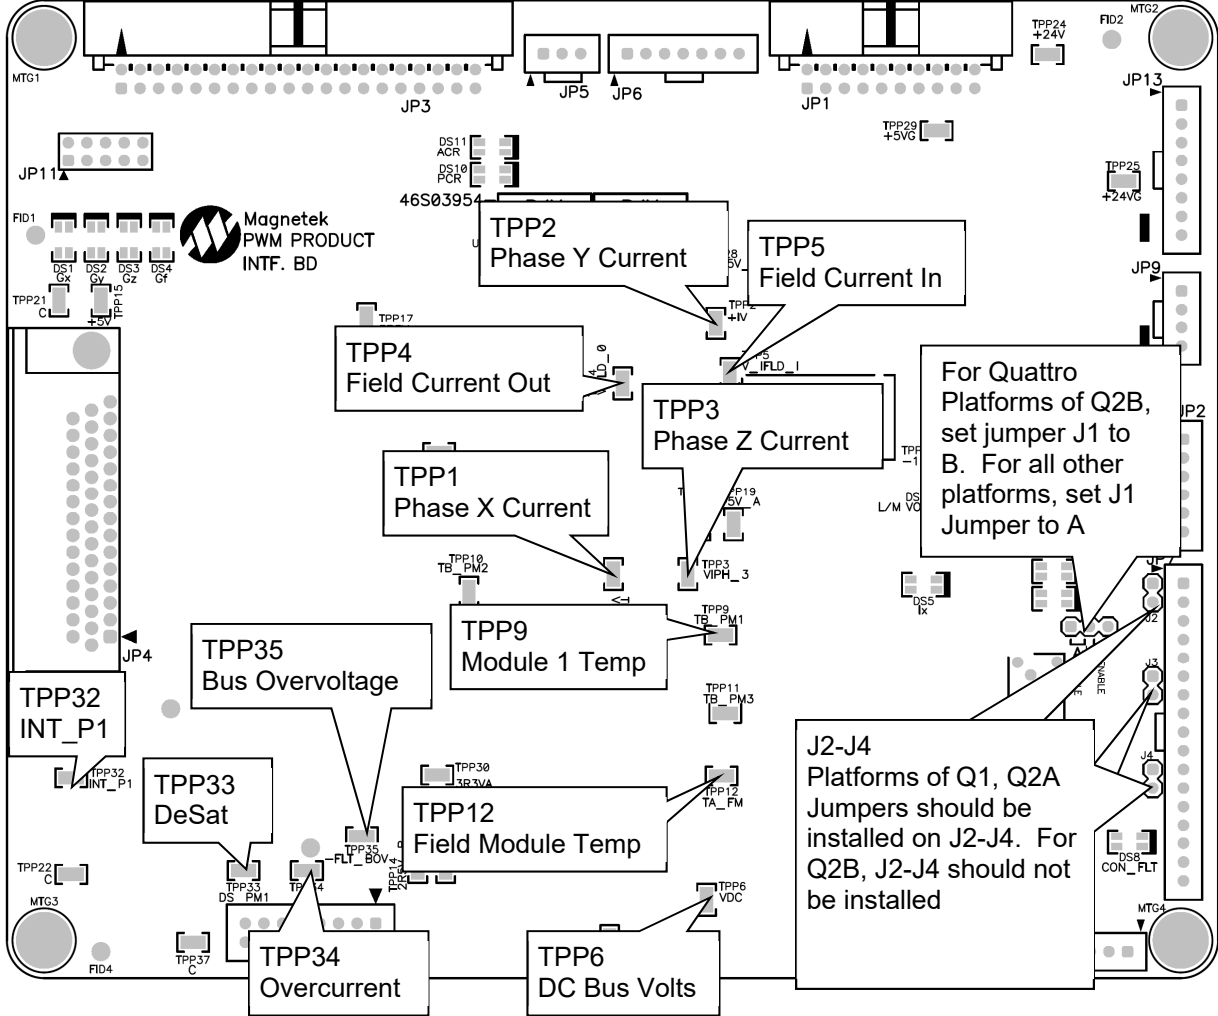 MTG1
JP3
JP5
JP6
JP1
TPP24
+24V
FID2
MTG2
JP13
TPP29
+5VG
TPP25
+24VG
JP11
DS11
ACR
DS10
PCR
46S03954
FID1
Magnetek
PWM PRODUCT
INTF. BD
DS1
Gx
DS2
Gy
DS3
Gz
DS4
Gf
TPP21
C
TPP15
+5V
TPP2
Phase Y Current
TPP5
Field Current In
JP9
TPP2
+IV
TPP17
TPP4
Field Current Out
V_IFLD_I
TPP3
Phase Z Current
For Quattro
Platforms of Q2B,
set jumper J1 to
B. For all other
platforms, set J1
Jumper to A
JP2
TPP1
Phase X Current
TPP19
5V_A
L/M VO
TPP10
TB_PM2
TPP3
VIPH_3
DS5
Ix
J2
TPP9
Module 1 Temp
TPP9
TB_PM1
JP4
TPP35
Bus Overvoltage
J3
TPP32
INT_P1
TPP11
TB_PM3
J2-J4
Platforms of Q1, Q2A
Jumpers should be
installed on J2-J4. For
Q2B, J2-J4 should not
be installed
J4
TPP32
INT_P1
TPP33
DeSat
TPP30
3R3VA
TPP12
Field Module Temp
TPP12
TA_FM
TPP35
-FLT_BOV
TPP14
DS8
CON_FLT
TPP22
C
TPP33
DS_PM1
TPP6
VDC
MTG3
MTG4
TPP34
Overcurrent
TPP6
DC Bus Volts
TPP37
C
FID4